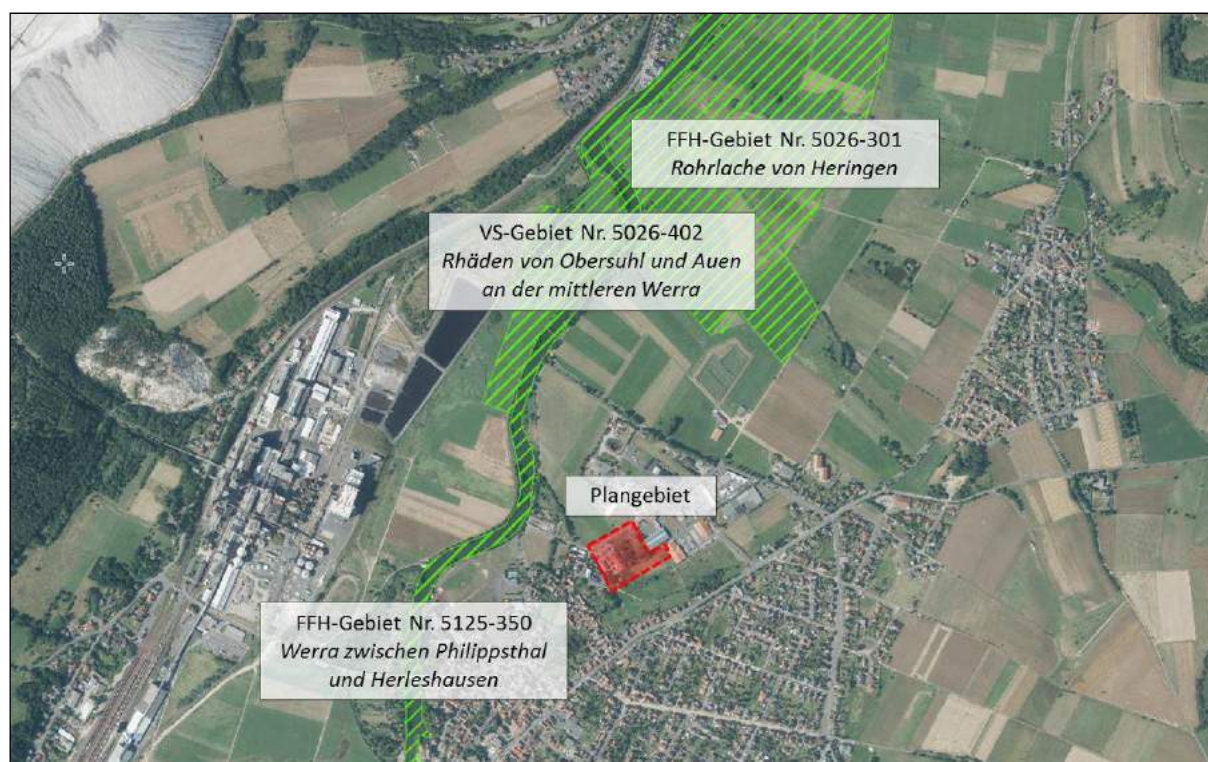 FFH-Gebiet Nr. 5026-301
Rohrlache von Heringen
VS-Gebiet Nr. 5026-402
Rhäden von Obersuhl und Auen
an der mittleren Werra
Plangebiet
FFH-Gebiet Nr. 5125-350
Werra zwischen Philippsthal
und Herleshausen